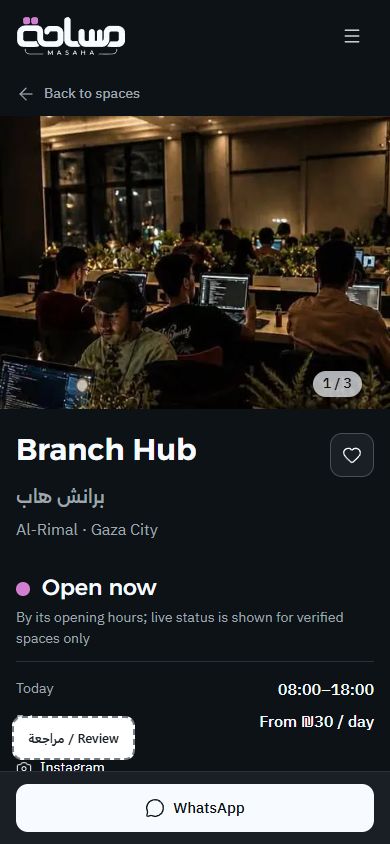 مساحة
MASAHA
Back to spaces
1 / 3
Branch Hub
برانش هاب
Al-Rimal · Gaza City
Open now
By its opening hours; live status is shown for verified
spaces only
Today
08:00–18:00
From ₪30 / day
مراجعة / Review
Instagram
WhatsApp